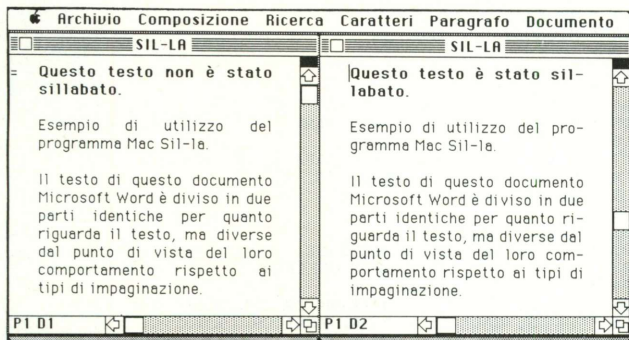 Archivio Composizione Ricerca Caratteri Paragrafo Documento
SIL-LA
= Questo testo non è stato
sillabato.
Esempio di utilizzo del
programma Mac Sil-la.
Il testo di questo documento
Microsoft Word è diviso in due
parti identiche per quanto
riguarda il testo, ma diverse
dal punto di vista del loro
comportamento rispetto ai
tipi di impaginazione.
P1 D1
SIL-LA
Questo testo è stato sil-
labato.
Esempio di utilizzo del pro-
gramma Mac Sil-la.
Il testo di questo documento
Microsoft Word è diviso in due
parti identiche per quanto ri-
guarda il testo, ma diverse dal
punto di vista del loro com-
portamento rispetto ai tipi di
impaginazione.
P1 D2